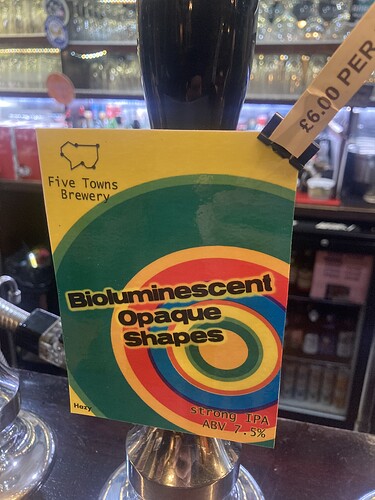 £6.00 PER
Five Towns
Brewery
Bioluminescent
Opaque
Shapes
Hazy
strong IPA
ABV 7.5%